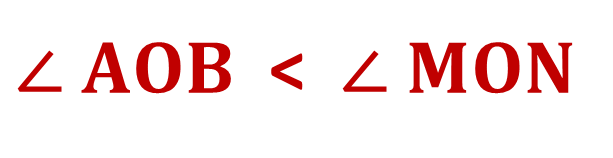 ∠ AOB < ∠ MON